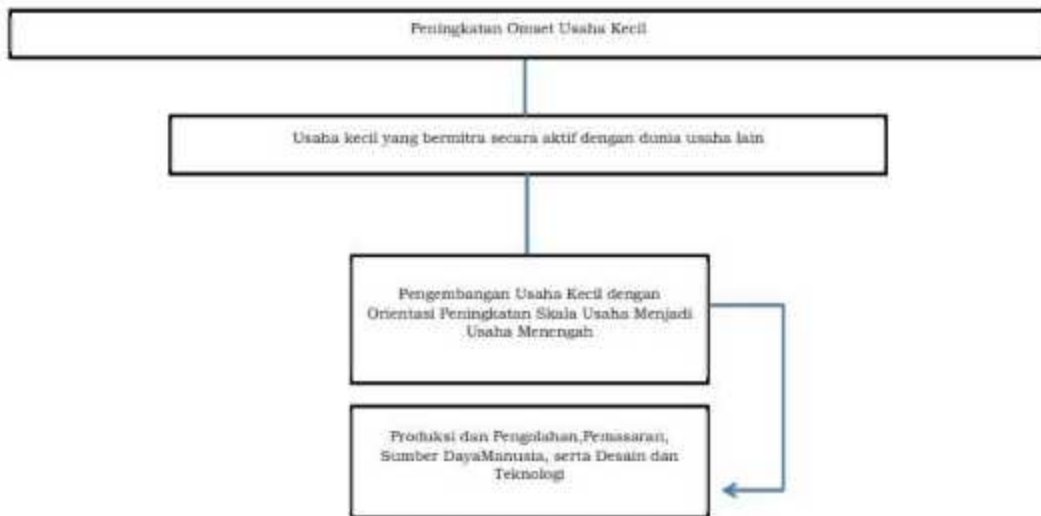 Peningkatan Omset Usaha Kecil
Usaha kecil yang bermitra secara aktif dengan dunia usaha lain
Pengembangan Usaha Kecil dengan
Orientasi Peningkatan Skala Usaha Menjadi
Usaha Menengah
Produksi dan Pengolahan,Pemasaran,
Sumber DayaManusia, serta Desain dan
Teknologi